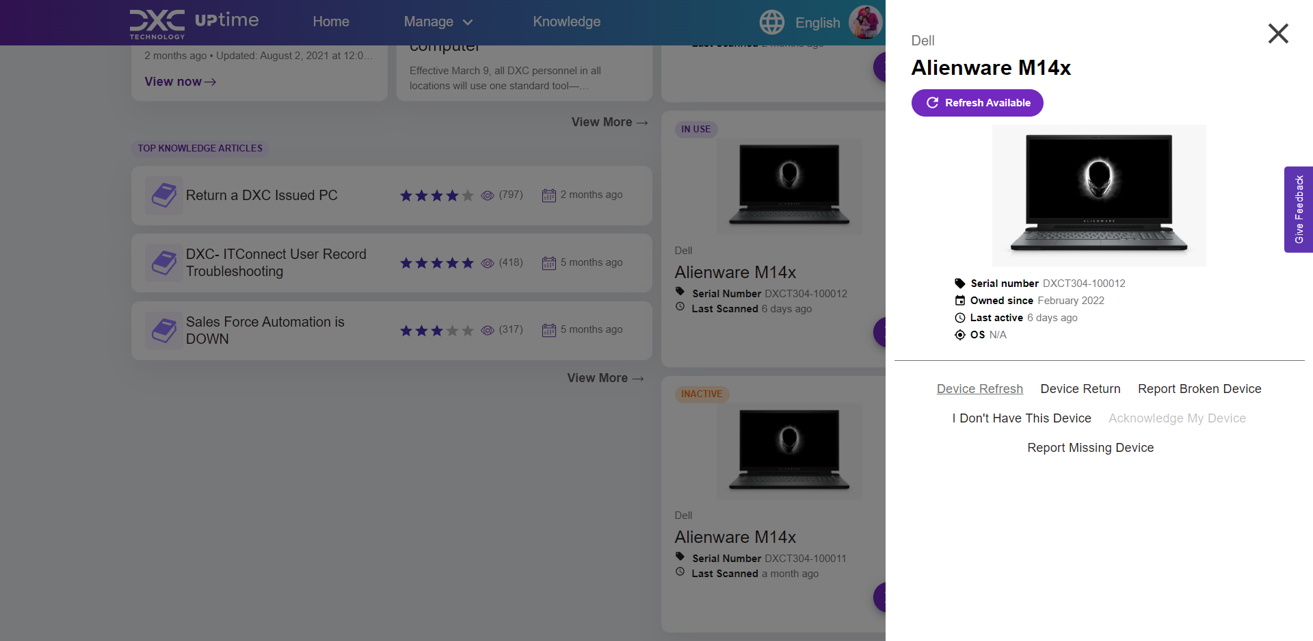 DXC TECHNOLOGY UPtime
Home
Manage
Knowledge
English
2 months ago • Updated: August 2, 2021 at 12:0...
View now→
computer
Effective March 9, all DXC personnel in all
locations will use one standard tool—...
View More →
TOP KNOWLEDGE ARTICLES
Return a DXC Issued PC
(797)
2 months ago
DXC- ITConnect User Record
Troubleshooting
(418)
5 months ago
Sales Force Automation is
DOWN
(317)
5 months ago
View More →
Last Scanned 2 months ago
IN USE
Dell
Alienware M14x
Serial Number DXCT304-100012
Last Scanned 6 days ago
INACTIVE
Dell
Alienware M14x
Serial Number DXCT304-100011
Last Scanned a month ago
Dell
Alienware M14x
Refresh Available
ALIENWARE
Serial number DXCT304-100012
Owned since February 2022
Last active 6 days ago
OS N/A
Device Refresh
Device Return
Report Broken Device
I Don't Have This Device
Acknowledge My Device
Report Missing Device
Give Feedback